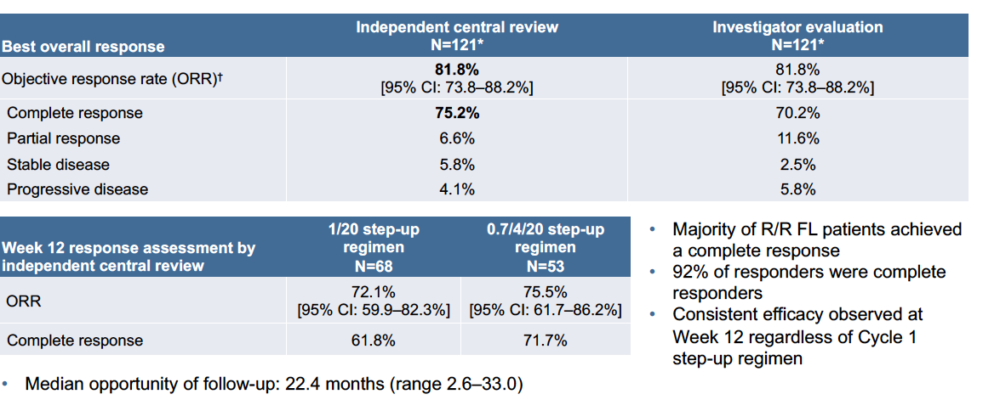 Best overall response
Independent central review
N=121*
Investigator evaluation
N=121*
Objective response rate (ORR)†
81.8%
[95% CI: 73.8–88.2%]
81.8%
[95% CI: 73.8–88.2%]
Complete response 75.2% 70.2%
Partial response 6.6% 11.6%
Stable disease 5.8% 2.5%
Progressive disease 4.1% 5.8%
Week 12 response assessment by
independent central review
1/20 step-up
regimen
N=68
0.7/4/20 step-up
regimen
N=53
ORR
72.1%
[95% CI: 59.9–82.3%]
75.5%
[95% CI: 61.7–86.2%]
Complete response 61.8% 71.7%
• Majority of R/R FL patients achieved
a complete response
• 92% of responders were complete
responders
• Consistent efficacy observed at
Week 12 regardless of Cycle 1
step-up regimen
• Median opportunity of follow-up: 22.4 months (range 2.6–33.0)